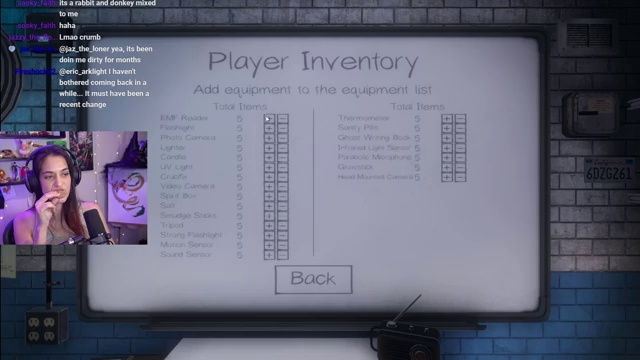 its a rabbit and donkey mixed
to me
haha
Lmao crumb
@jaz_the_loner yea, its been
doin me dirty for months
@eric_arklight I haven't
bothered coming back in a
while... It must have been a
recent change
Player Inventory
Add equipment to the equipment list
Total Items
EMF Reader 5 + -
Flashlight 5 + -
Photo Camera 5 + -
Lighter 5 + -
Candle 5 + -
UV Light 5 + -
Crucifix 5 + -
Video Camera 5 + -
Spirit Box 5 + -
Salt 5 + -
Smudge Sticks 5 + -
Tripod 5 + -
Strong Flashlight 5 + -
Motion Sensor 5 + -
Sound Sensor 5 + -
Total Items
Thermometer 5 + -
Sanity Pills 5 + -
Ghost Writing Book 5 + -
Infrared Light Sensor 5 + -
Parabolic Microphone 5 + -
Glowstick 5 + -
Head Mounted Camera 5 + -
Back
6DZG261